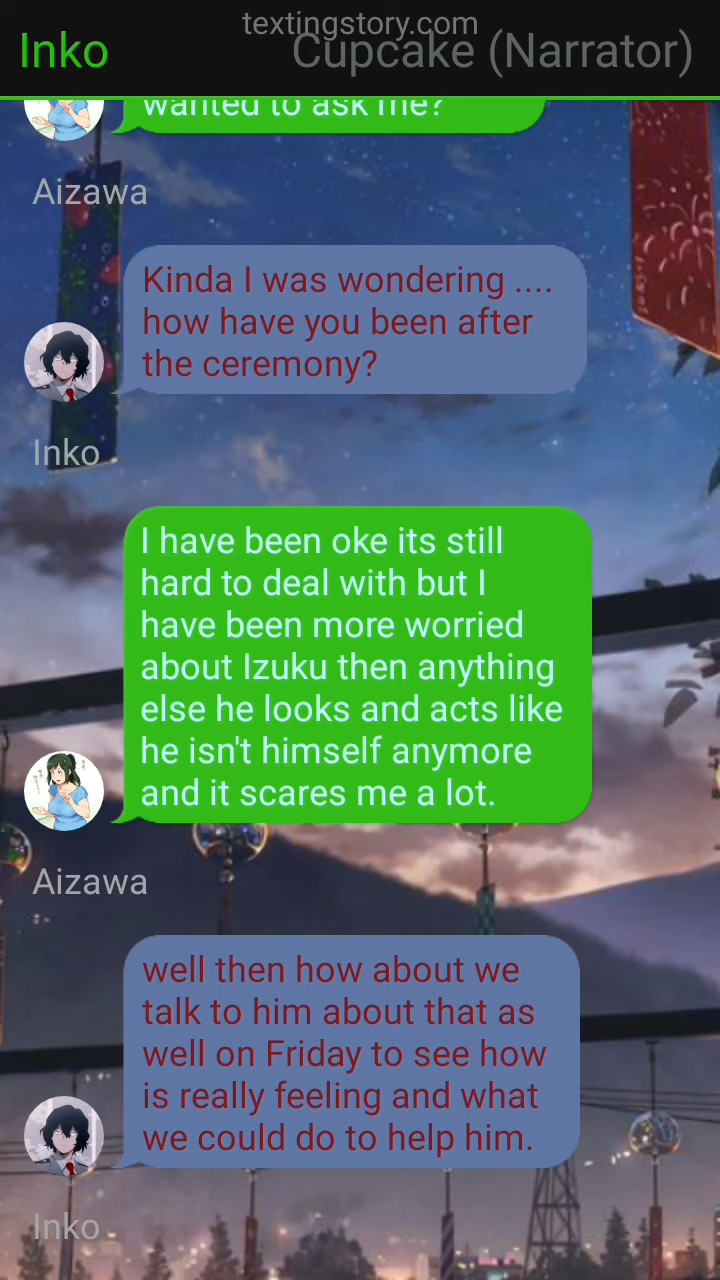 textingstory.com
Inko
Cupcake (Narrator)
wanted to ask me?
Aizawa
Kinda I was wondering ....
how have you been after
the ceremony?
Inko
I have been oke its still
hard to deal with but I
have been more worried
about Izuku then anything
else he looks and acts like
he isn't himself anymore
and it scares me a lot.
Aizawa
well then how about we
talk to him about that as
well on Friday to see how
is really feeling and what
we could do to help him.
Inko